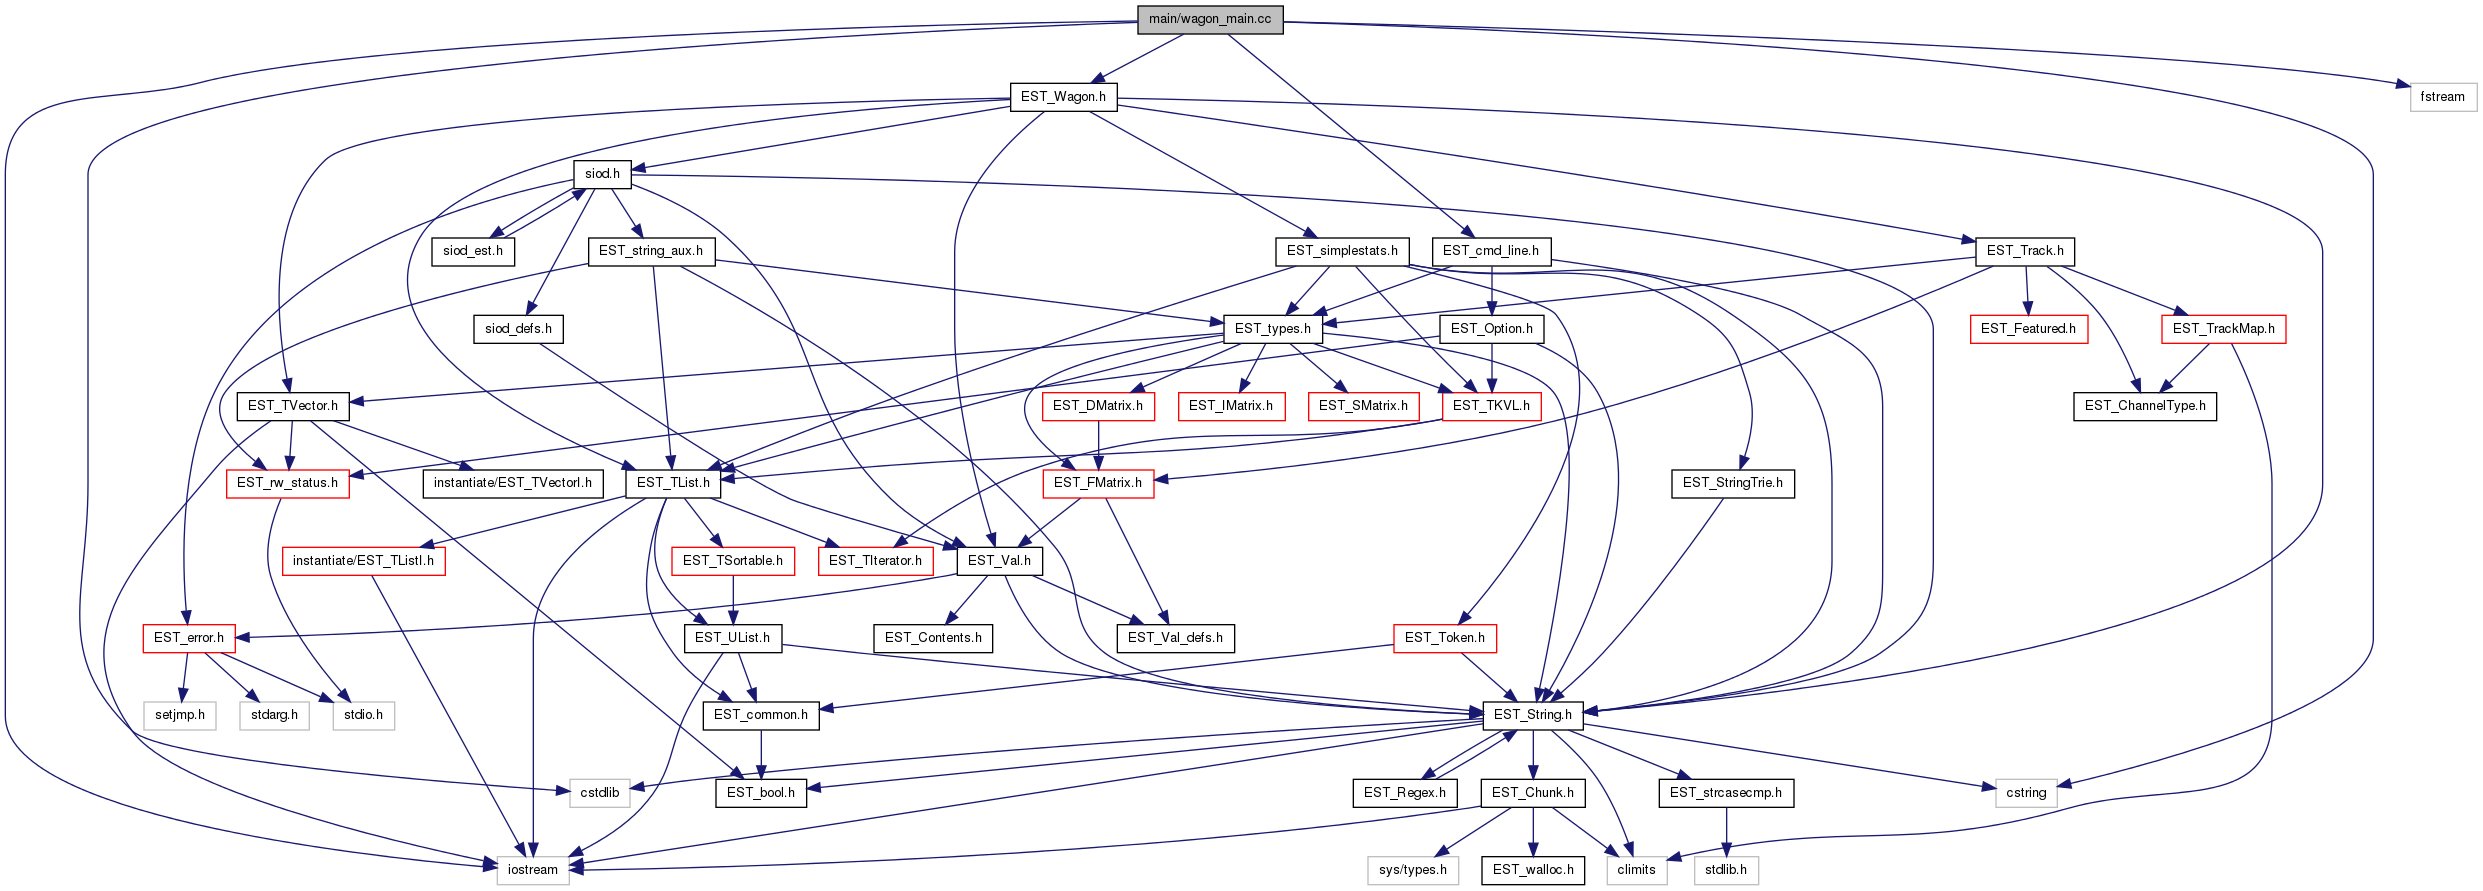 main/wagon_main.cc
EST_Wagon.h
fstream
siod.h
siod_est.h
EST_string_aux.h
EST_simplestats.h
EST_cmd_line.h
EST_Track.h
siod_defs.h
EST_types.h
EST_Option.h
EST_Featured.h
EST_TrackMap.h
EST_TVector.h
EST_DMatrix.h
EST_IMatrix.h
EST_SMatrix.h
EST_TKVL.h
EST_ChannelType.h
EST_rw_status.h
instantiate/EST_TVectorI.h
EST_TList.h
EST_FMatrix.h
EST_StringTrie.h
instantiate/EST_TListI.h
EST_TSortable.h
EST_TIterator.h
EST_Val.h
EST_error.h
EST_UList.h
EST_Contents.h
EST_Val_defs.h
EST_Token.h
setjmp.h
stdarg.h
stdio.h
EST_common.h
EST_String.h
cstdlib
EST_bool.h
EST_Regex.h
EST_Chunk.h
EST_strcasecmp.h
cstring
iostream
sys/types.h
EST_walloc.h
climits
stdlib.h